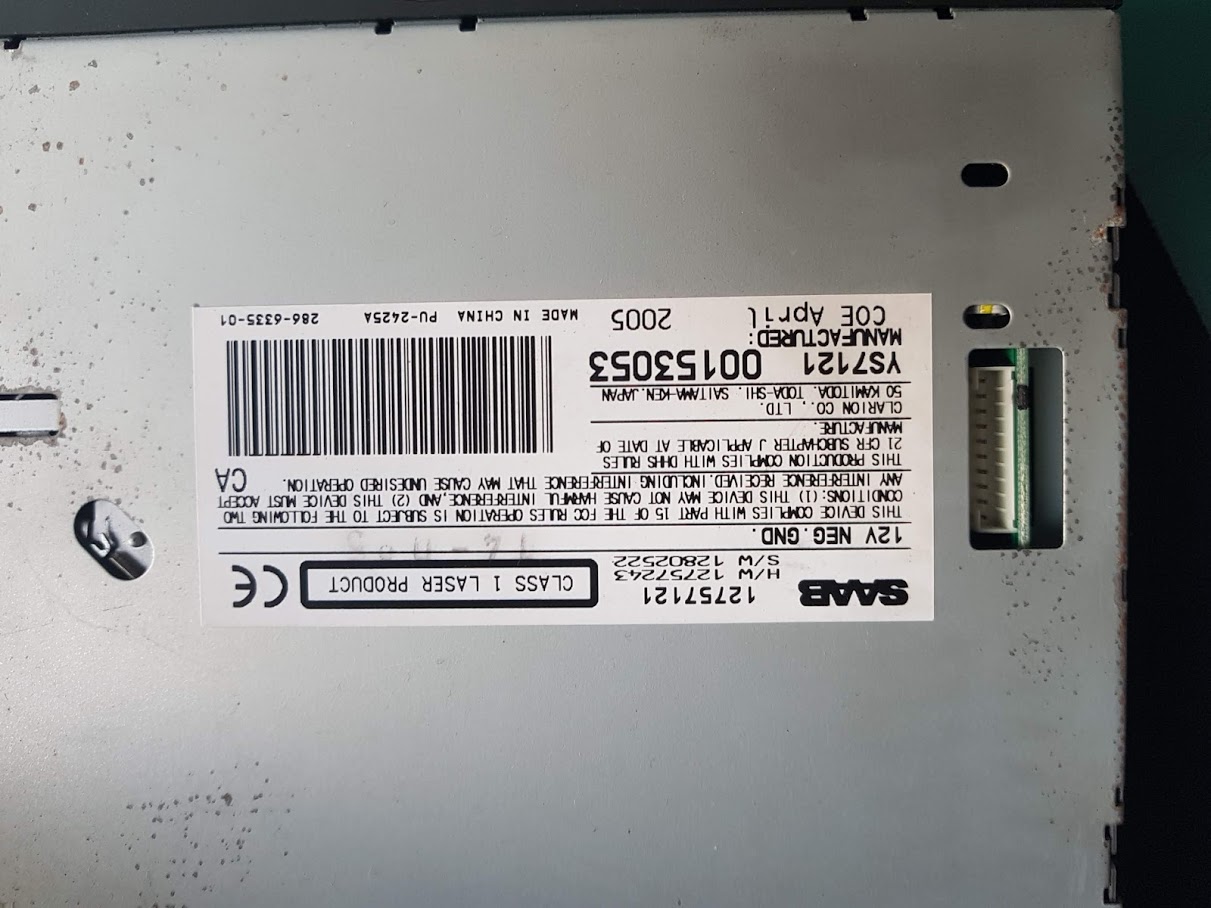 SAAB 12757121
H/W 12757243
S/W 12802522
CLASS 1 LASER PRODUCT
CE
12V NEG.GND.
THIS DEVICE COMPLIES WITH PART 15 OF THE FCC RULES OPERATION IS SUBJECT TO THE FOLLOWING TWO
CONDITIONS:(1) THIS DEVICE MAY NOT CAUSE HARMFUL INTERFERENCE,AND (2) THIS DEVICE MUST ACCEPT
ANY INTERFERENCE RECEIVED.INCLUDING INTERFERENCE THAT MAY CAUSE UNDESIRED OPERATION.
CA
THIS PRODUCTION COMPLIES WITH DHHS RULES
21 CFR SUBCHAPTER J APPLICABLE AT DATE OF
MANUFACTURE.
CLARION CO., LTD.
50 KAMITODA. TODA-SHI. SAITAMA-KEN.JAPAN
YS7121 00153053
MANUFACTURED:
COE April 2005
MADE IN CHINA PU-2425A 286-6335-01